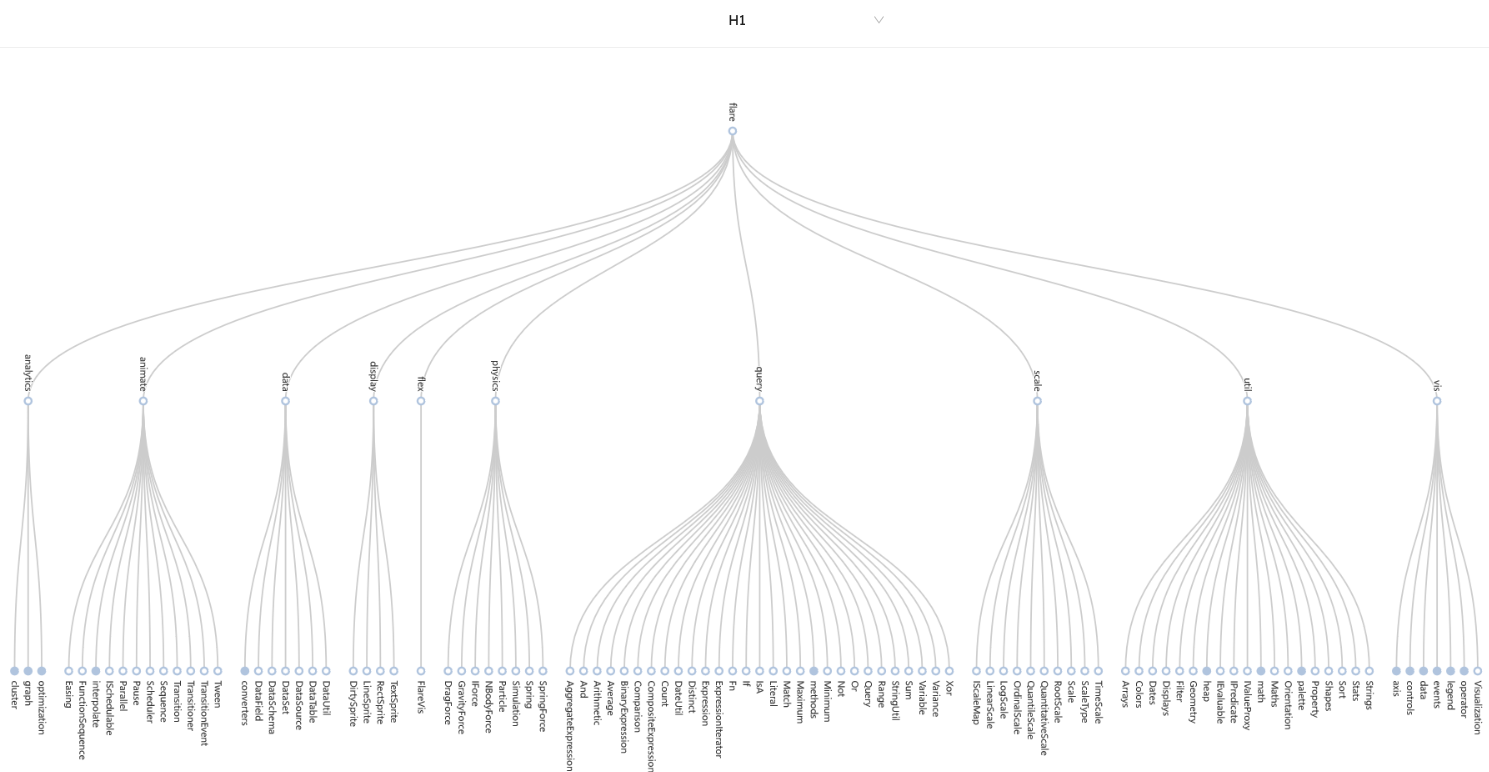 H1
flare
analytics
animate
data
display
flex
physics
query
scale
util
vis
cluster
graph
optimization
Easing
FunctionSequence
interpolate
ISchedulable
Parallel
Pause
Scheduler
Sequence
Transition
Transitioner
TransitionEvent
Tween
converters
DataField
DataSchema
DataSet
DataSource
DataTable
DataUtil
DirtySprite
LineSprite
RectSprite
TextSprite
FlareVis
DragForce
GravityForce
IForce
NBodyForce
Particle
Simulation
Spring
SpringForce
AggregateExpression
And
Arithmetic
Average
BinaryExpression
Comparison
CompositeExpression
Count
DateUtil
Distinct
Expression
ExpressionIterator
Fn
If
IsA
Literal
Match
Maximum
methods
Minimum
Not
Or
Query
Range
StringUtil
Sum
Variable
Variance
Xor
IScaleMap
LinearScale
LogScale
OrdinalScale
QuantileScale
QuantitativeScale
RootScale
Scale
ScaleType
TimeScale
Arrays
Colors
Dates
Displays
Filter
Geometry
heap
IEvaluable
IPredicate
IValueProxy
math
Maths
Orientation
palette
Property
Shapes
Sort
Stats
Strings
axis
controls
data
events
legend
operator
Visualization